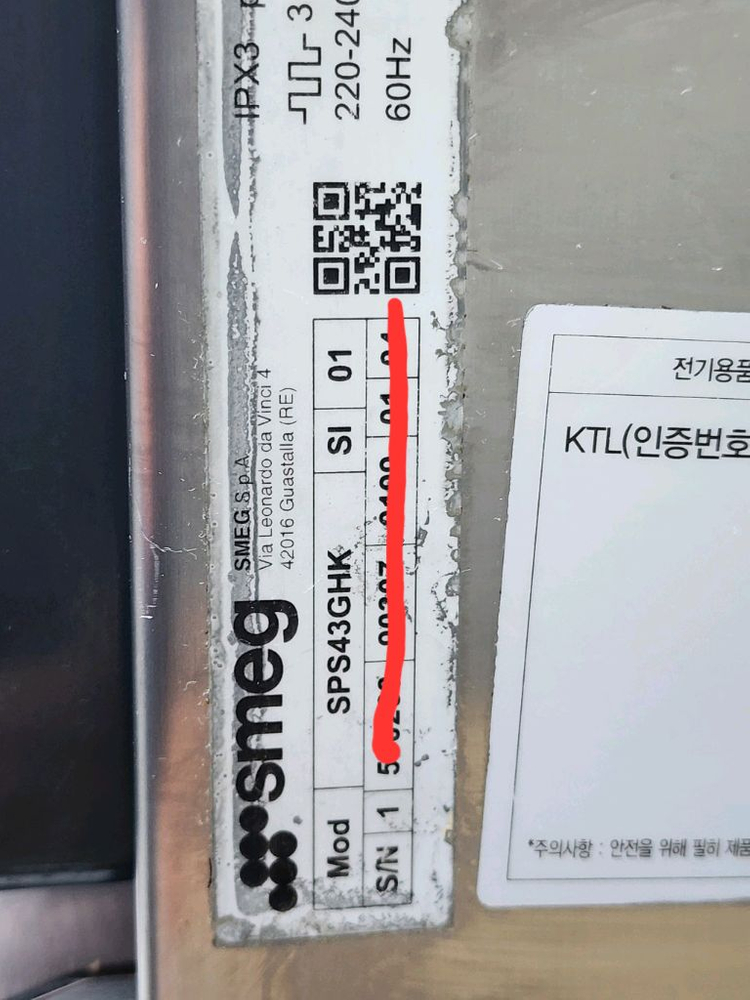 smeg
SMEG S.p.A.
Via Leonardo da Vinci 4
42016 Guastalla (RE)
IPX3
3
220-240
60Hz
Mod SPS43GHK SI 01
S/N 1
전기용품
KTL(인증번호
*주의사항 : 안전을 위해 필히 제품